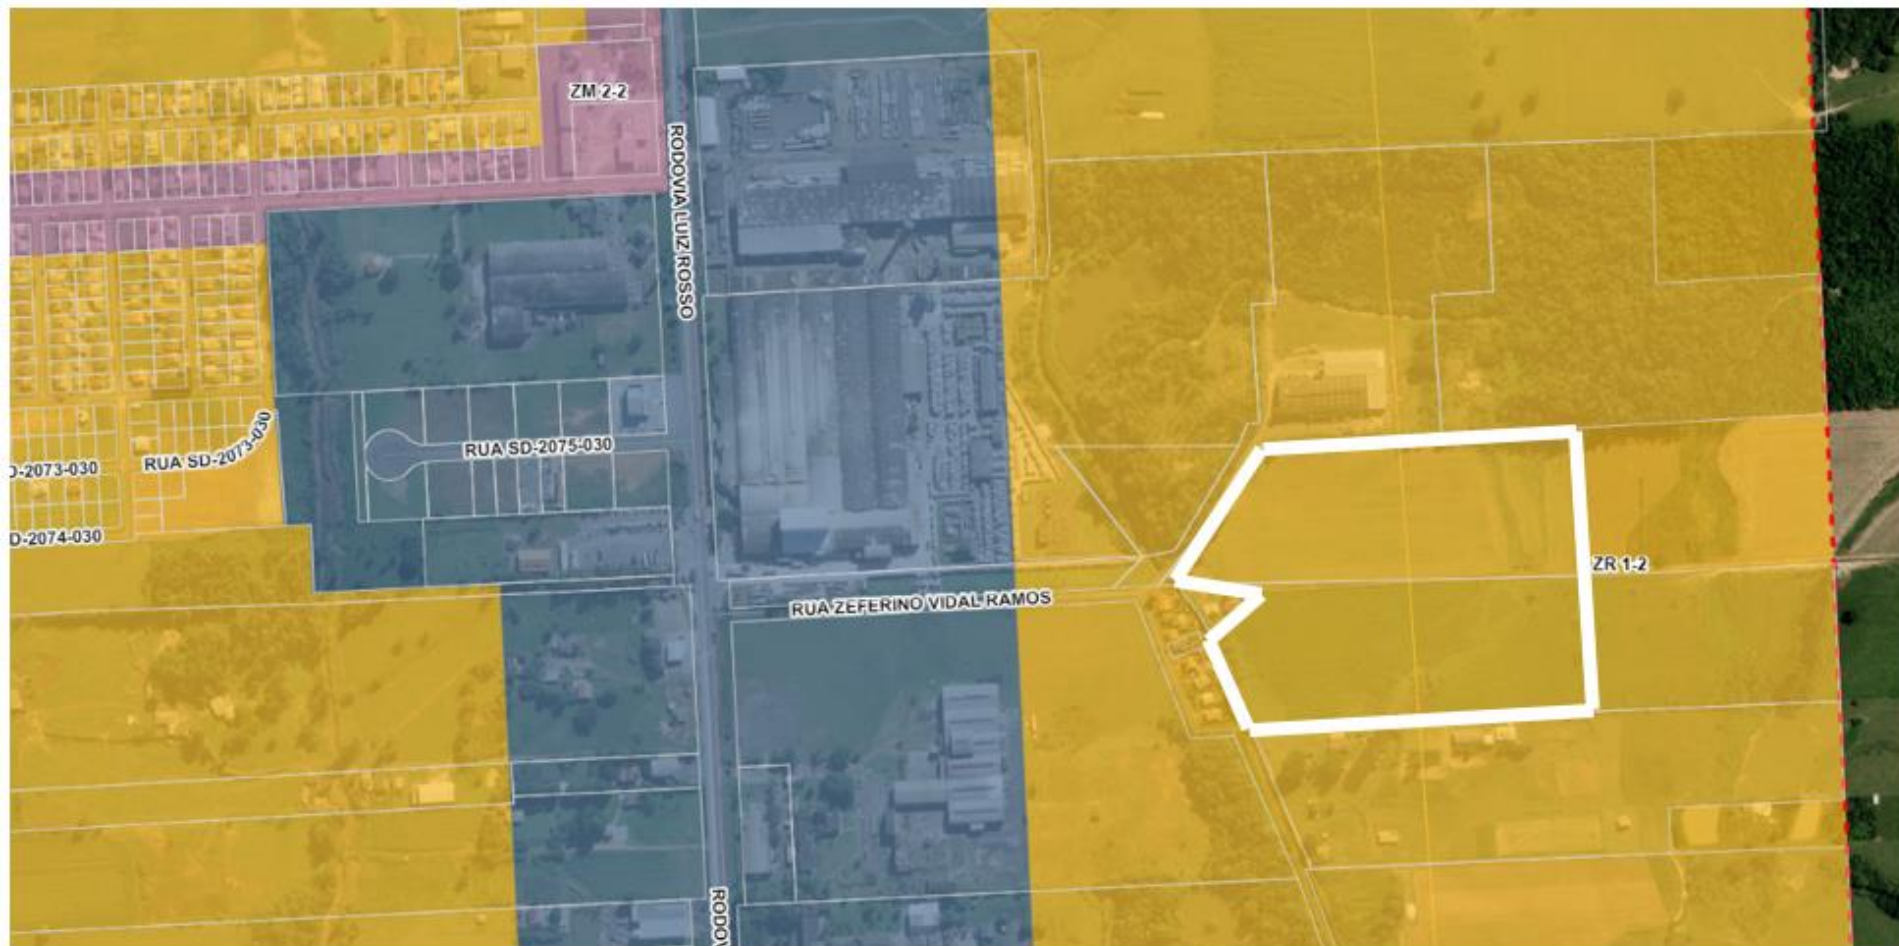 ZM 2-2
RODOVIA LUIZ ROSSO
RUA SD-2073-030
RUA SD-2075-030
D-2073-030
D-2074-030
ZR 1-2
RUA ZEFERINO VIDAL RAMOS
RODOV